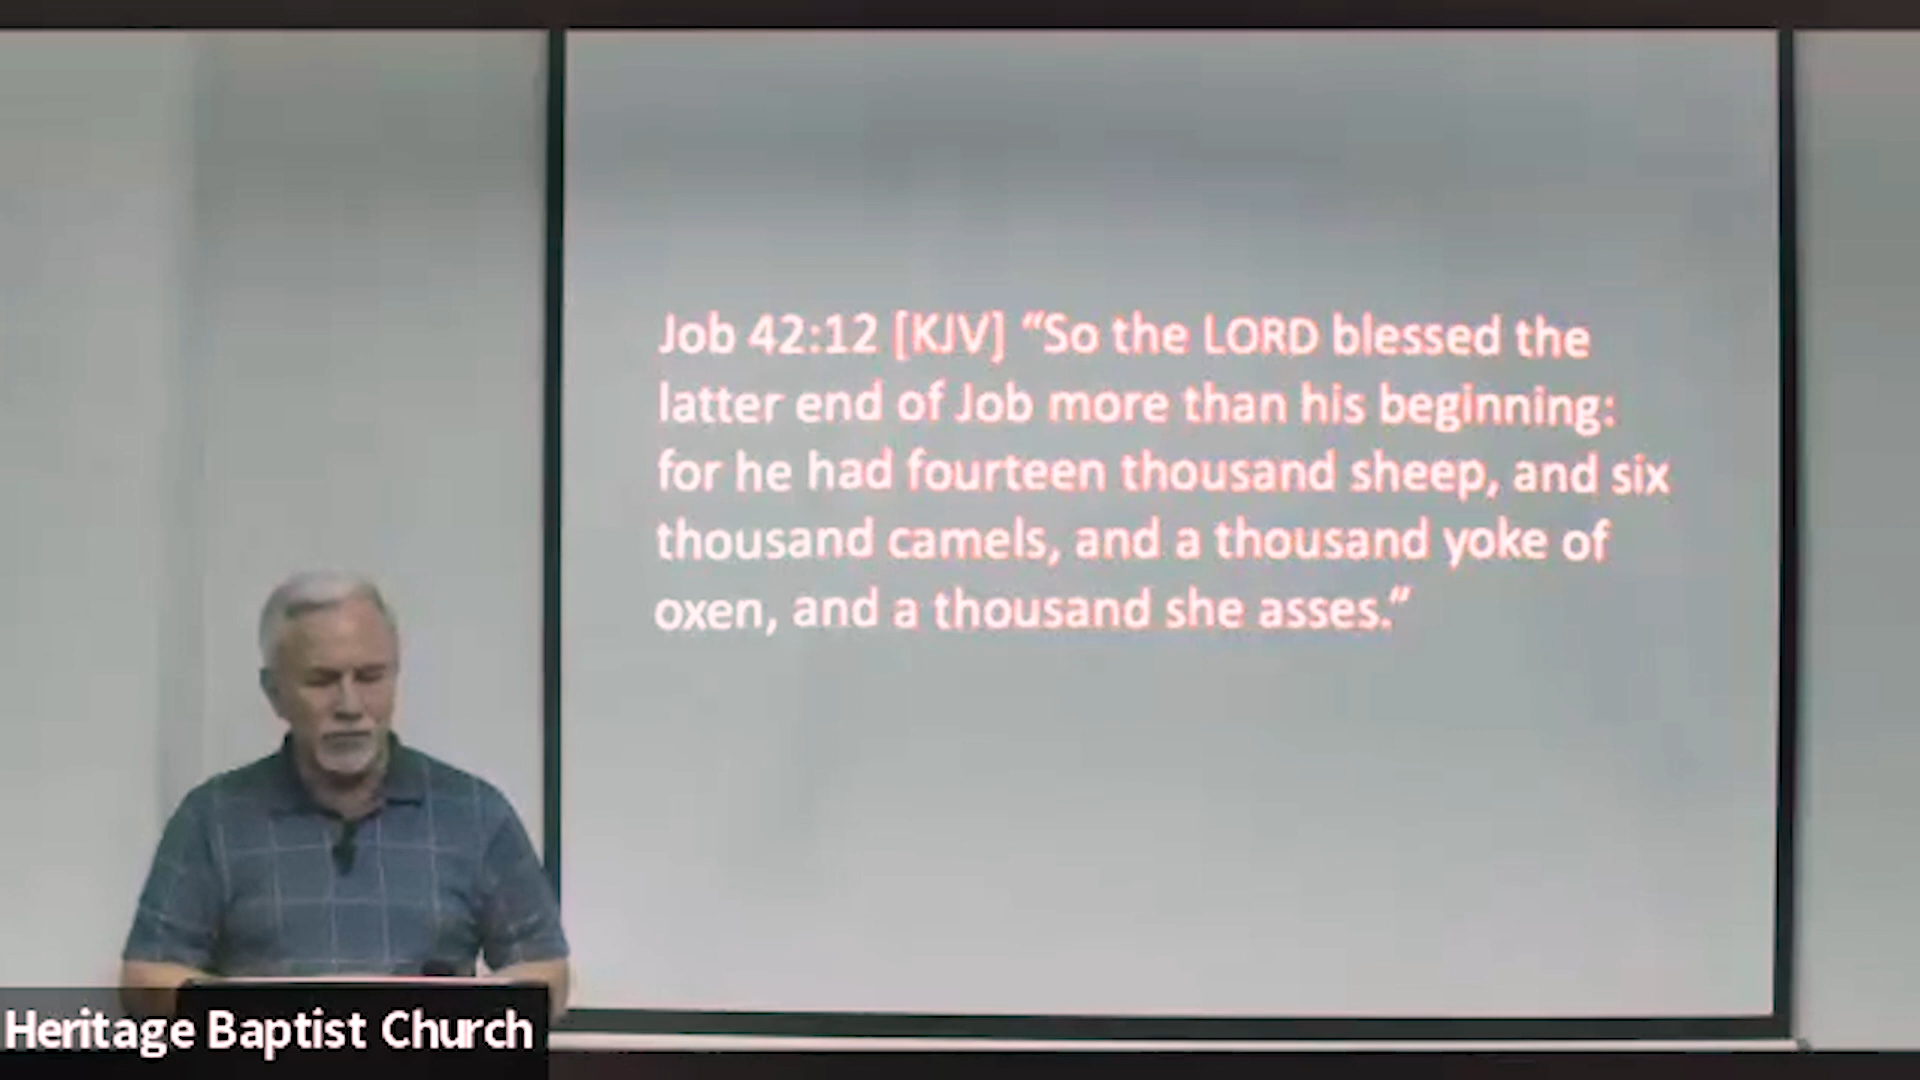 Job 42:12 [KJV] “So the LORD blessed the
latter end of Job more than his beginning:
for he had fourteen thousand sheep, and six
thousand camels, and a thousand yoke of
oxen, and a thousand she asses.”
Heritage Baptist Church